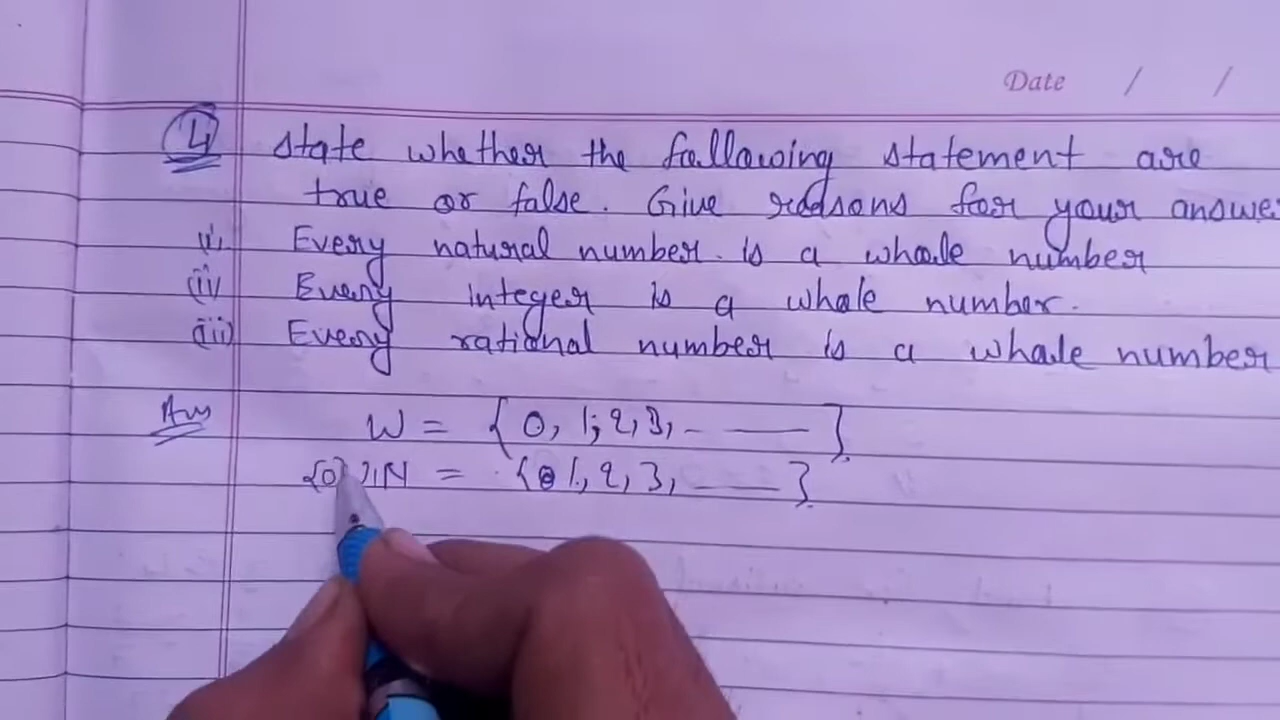 Date / /
4 State whether the following statement are
true or false. Give reasons for your answe
(i) Every natural number is a whole number
(ii) Every integer is a whole number.
(iii) Every rational number is a whole number
Ans W = { 0, 1, 2, 3, - —— }
{0} N = { 1, 2, 3, —— }